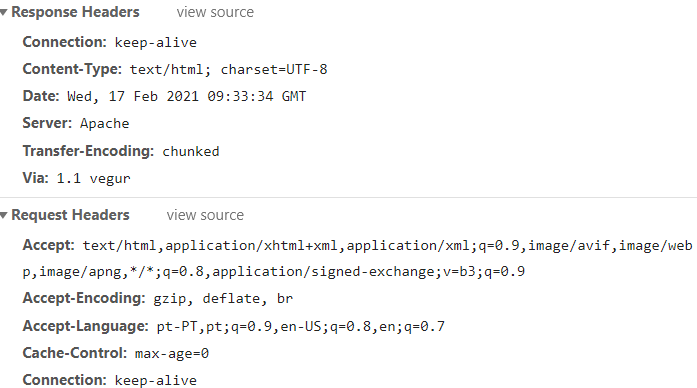 Response Headers view source
Connection: keep-alive
Content-Type: text/html; charset=UTF-8
Date: Wed, 17 Feb 2021 09:33:34 GMT
Server: Apache
Transfer-Encoding: chunked
Via: 1.1 vegur
Request Headers view source
Accept: text/html,application/xhtml+xml,application/xml;q=0.9,image/avif,image/web
p,image/apng,*/*;q=0.8,application/signed-exchange;v=b3;q=0.9
Accept-Encoding: gzip, deflate, br
Accept-Language: pt-PT,pt;q=0.9,en-US;q=0.8,en;q=0.7
Cache-Control: max-age=0
Connection: keep-alive